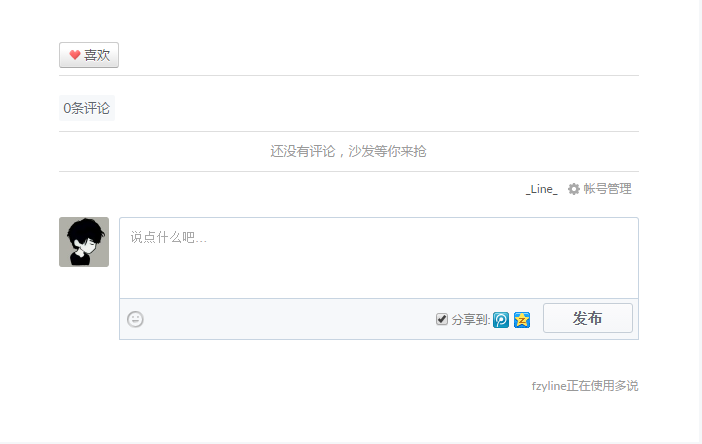 喜欢
0条评论
还没有评论，沙发等你来抢
_Line_ 帐号管理
说点什么吧...
分享到: 发布
fzyline正在使用多说